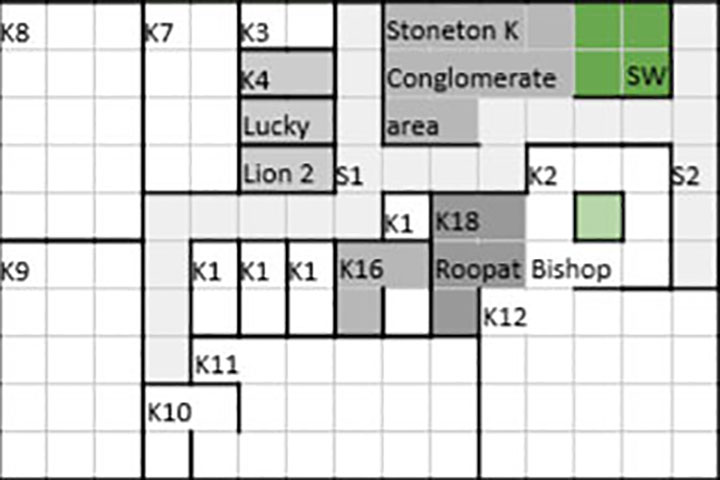 K8 K7 K3 Stoneton K
K4 Conglomerate SW
Lucky area
Lion 2 S1 K2 S2
K1 K18
K9 K1 K1 K1 K16 Roopat Bishop
K12
K11
K10